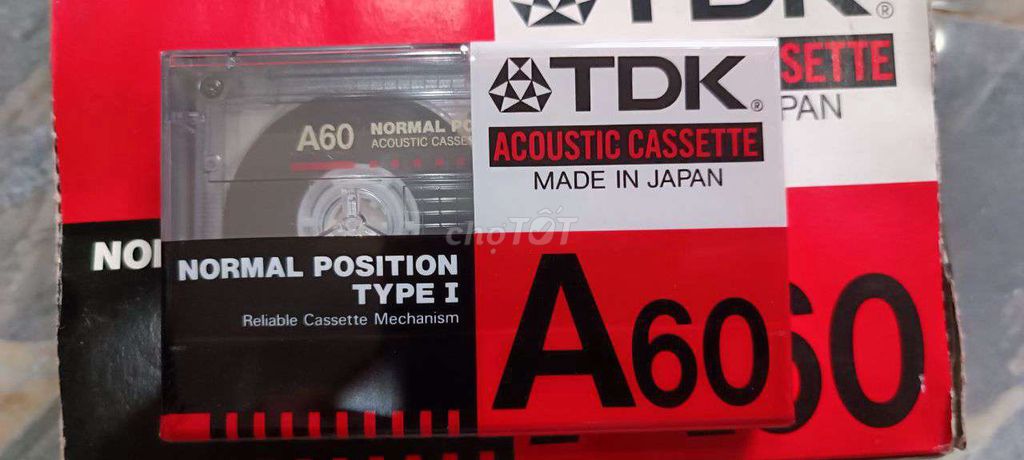 TDK®
SETTE
PAN
TDK®
ACOUSTIC CASSETTE
MADE IN JAPAN
A60 NORMAL PO
ACOUSTIC CASSE
chợTỐT
NOI
NORMAL POSITION
TYPE I
Reliable Cassette Mechanism
A60
60